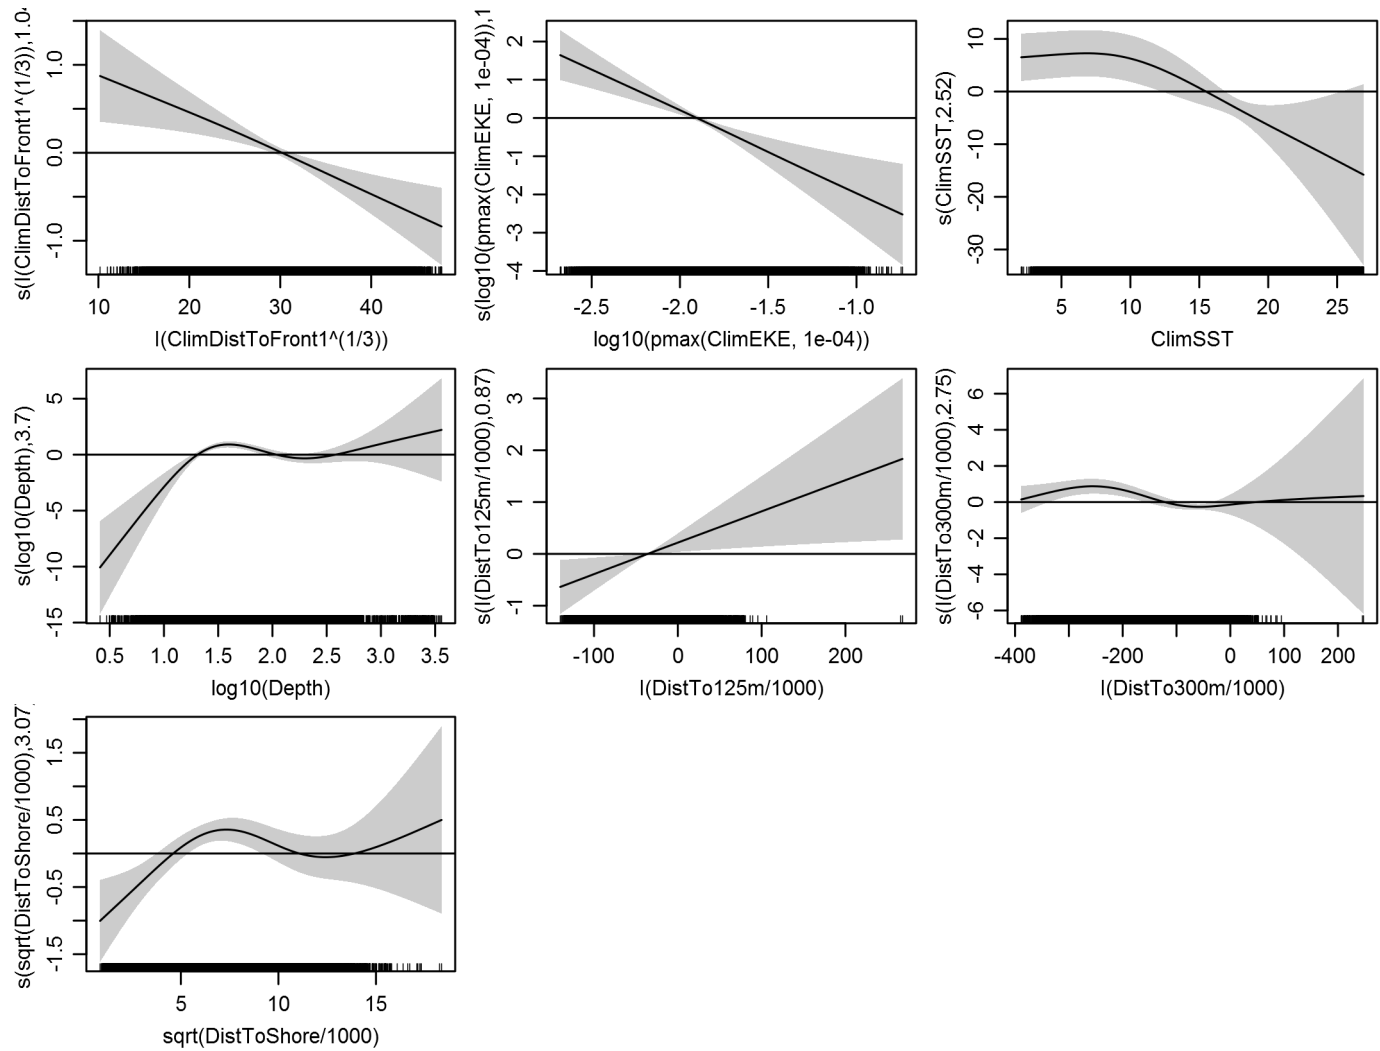 s(I(ClimDistToFront1^(1/3)),1.04
1.0
0.0
-1.0
10 20 30 40
I(ClimDistToFront1^(1/3))
s(log10(pmax(ClimEKE, 1e-04)),1
2
1
0
-1
-2
-3
-4
-2.5 -2.0 -1.5 -1.0
log10(pmax(ClimEKE, 1e-04))
s(ClimSST,2.52)
10
0
-10
-20
-30
5 10 15 20 25
ClimSST
s(log10(Depth),3.7)
5
0
-5
-10
-15
0.5 1.0 1.5 2.0 2.5 3.0 3.5
log10(Depth)
s(I(DistTo125m/1000),0.87)
3
2
1
0
-1
-100 0 100 200
I(DistTo125m/1000)
s(I(DistTo300m/1000),2.75)
6
4
2
0
-2
-4
-6
-400 -200 0 100 200
I(DistTo300m/1000)
s(sqrt(DistToShore/1000),3.07
1.5
0.5
-0.5
-1.5
5 10 15
sqrt(DistToShore/1000)